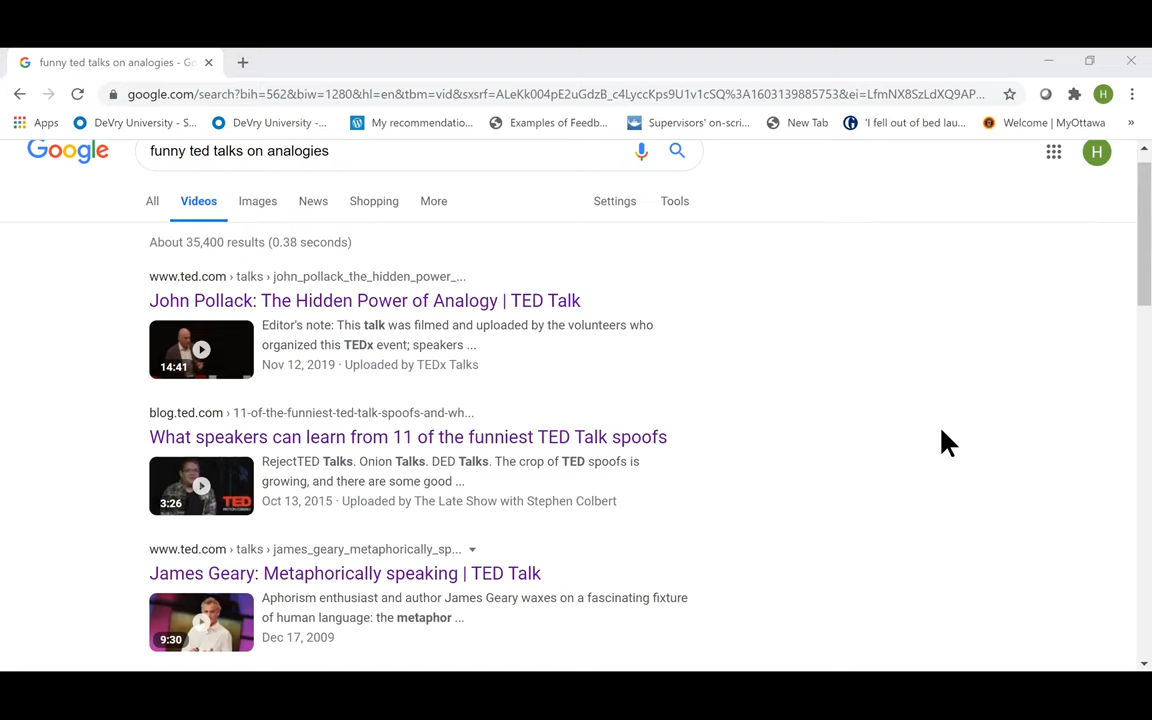 funny ted talks on analogies - Go
google.com/search?bih=562&biw=1280&hl=en&tbm=vid&sxsrf=ALeKk004pE2uGdzB_c4LyccKps9U1v1cSQ%3A1603139885753&ei=LfmNX8SzLdXQ9AP...
H
Apps DeVry University - S... DeVry University -... My recommendation... Examples of Feedb... Supervisors' on-scri... New Tab 'I fell out of bed lau... Welcome | MyOttawa »
Google funny ted talks on analogies H
All Videos Images News Shopping More Settings Tools
About 35,400 results (0.38 seconds)
www.ted.com › talks › john_pollack_the_hidden_power_...
John Pollack: The Hidden Power of Analogy | TED Talk
Editor's note: This talk was filmed and uploaded by the volunteers who
organized this TEDx event; speakers ...
14:41
Nov 12, 2019 · Uploaded by TEDx Talks
blog.ted.com › 11-of-the-funniest-ted-talk-spoofs-and-wh...
What speakers can learn from 11 of the funniest TED Talk spoofs
RejectTED Talks. Onion Talks. DED Talks. The crop of TED spoofs is
growing, and there are some good ...
3:26 TED
Oct 13, 2015 · Uploaded by The Late Show with Stephen Colbert
www.ted.com › talks › james_geary_metaphorically_sp...
James Geary: Metaphorically speaking | TED Talk
Aphorism enthusiast and author James Geary waxes on a fascinating fixture
of human language: the metaphor ...
9:30
Dec 17, 2009